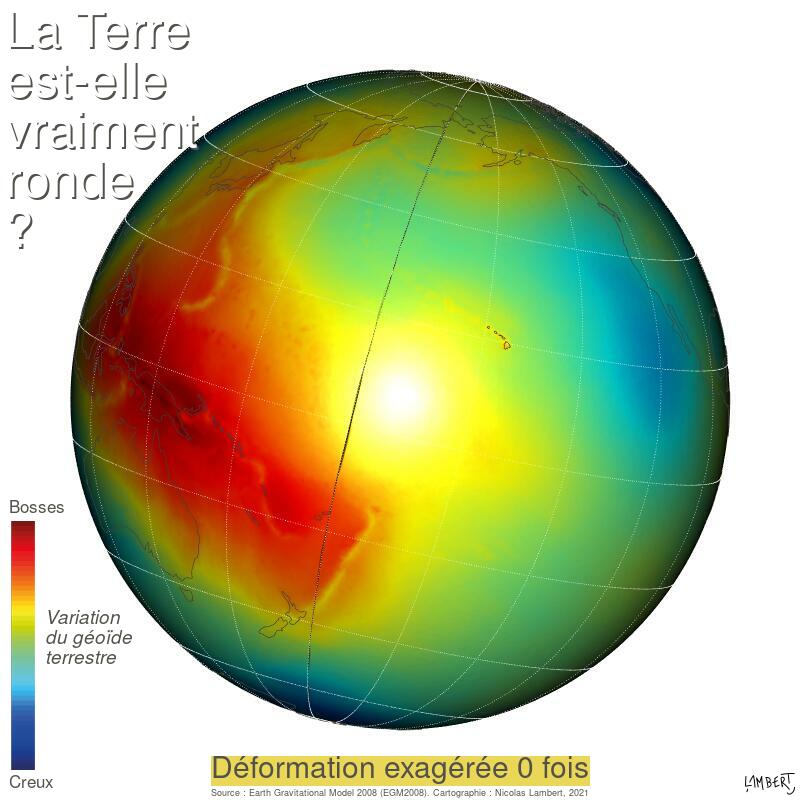 La Terre
est-elle
vraiment
ronde
?
Bosses
Variation
du géoïde
terrestre
Creux
Déformation exagérée 0 fois
Source : Earth Gravitational Model 2008 (EGM2008). Cartographie : Nicolas Lambert, 2021
LAMBERT